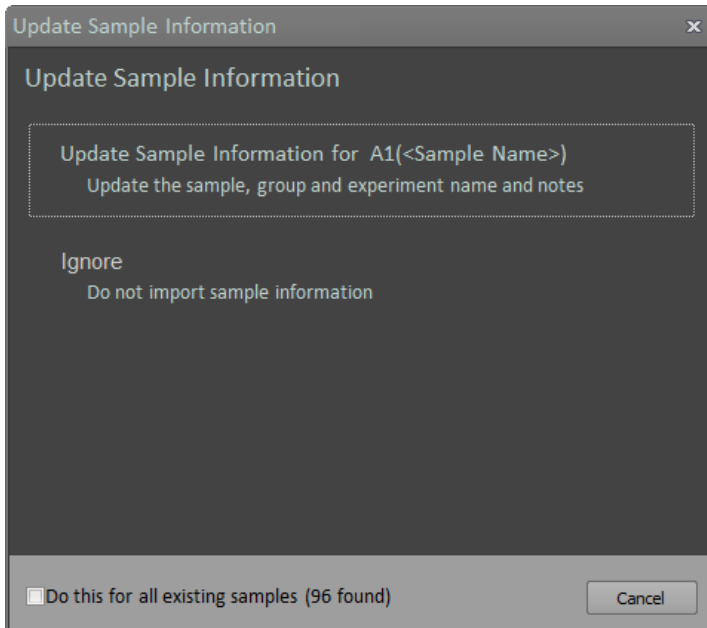 Update Sample Information
Update Sample Information
Update Sample Information for A1(<Sample Name>)
Update the sample, group and experiment name and notes
Ignore
Do not import sample information
Do this for all existing samples (96 found)
Cancel